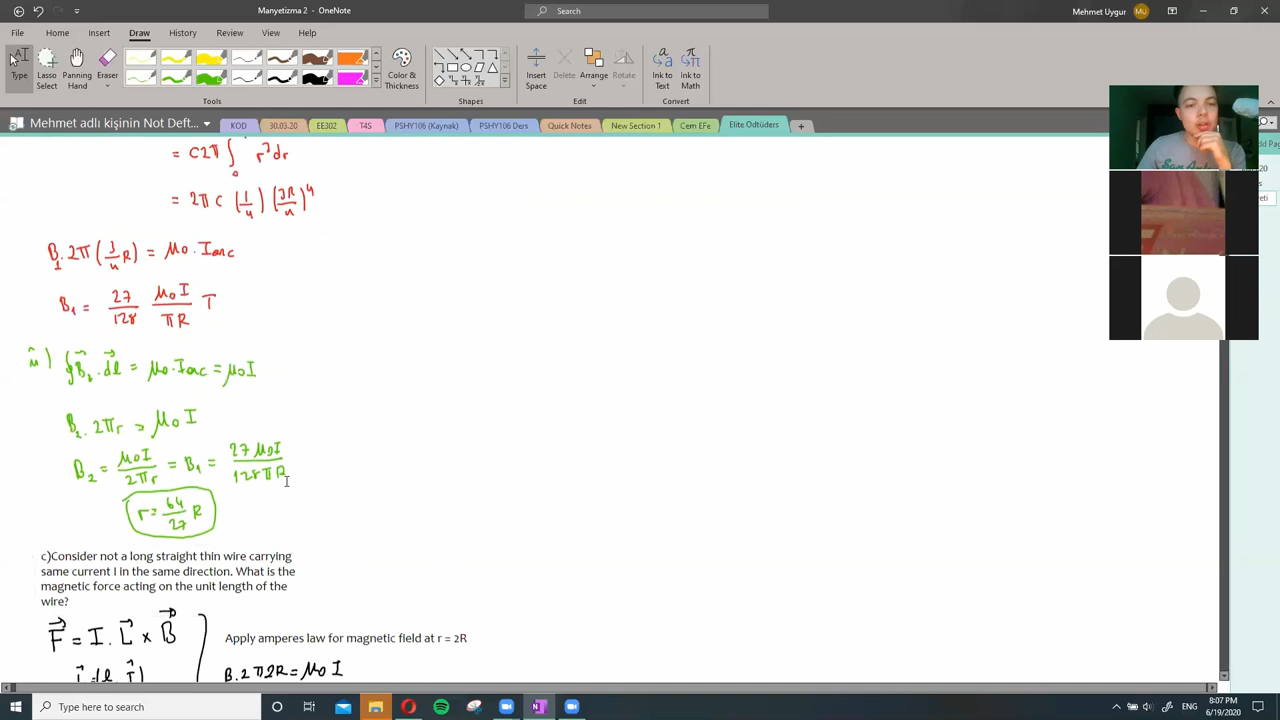 Manyetizma 2 - OneNote
Search
Mehmet Uygur
MU
File Home Insert Draw History Review View Help
Type
Lasso Select
Panning Hand
Eraser
Color & Thickness
Insert Space
Delete
Arrange
Rotate
Ink to Text
Ink to Math
Tools
Shapes
Edit
Convert
Mehmet adlı kişinin Not Deft...
KOD
30.03.20
EE302
T4S
PSHY106 (Kaynak)
PSHY106 Ders
Quick Notes
New Section 1
Cem EFe
Elite Odtüders
= C2π ∫₀ r³dr
= 2πC (1/4) (3R/4)⁴
B₁.2π(3/4 R) = μ₀.Ienc
B₁ = 27/128 μ₀I/πR T
ii) ∮B₂.dl = μ₀.Ienc = μ₀I
B₂.2πr = μ₀I
B₂ = μ₀I/2πr = B₁ = 27μ₀I/128πR
r = 64/27 R
c)Consider not a long straight thin wire carrying
same current I in the same direction. What is the
magnetic force acting on the unit length of the
wire?
F = I.L x B
Apply amperes law for magnetic field at r = 2R
B.2π2R = μ₀I
Type here to search
8:07 PM
6/19/2020